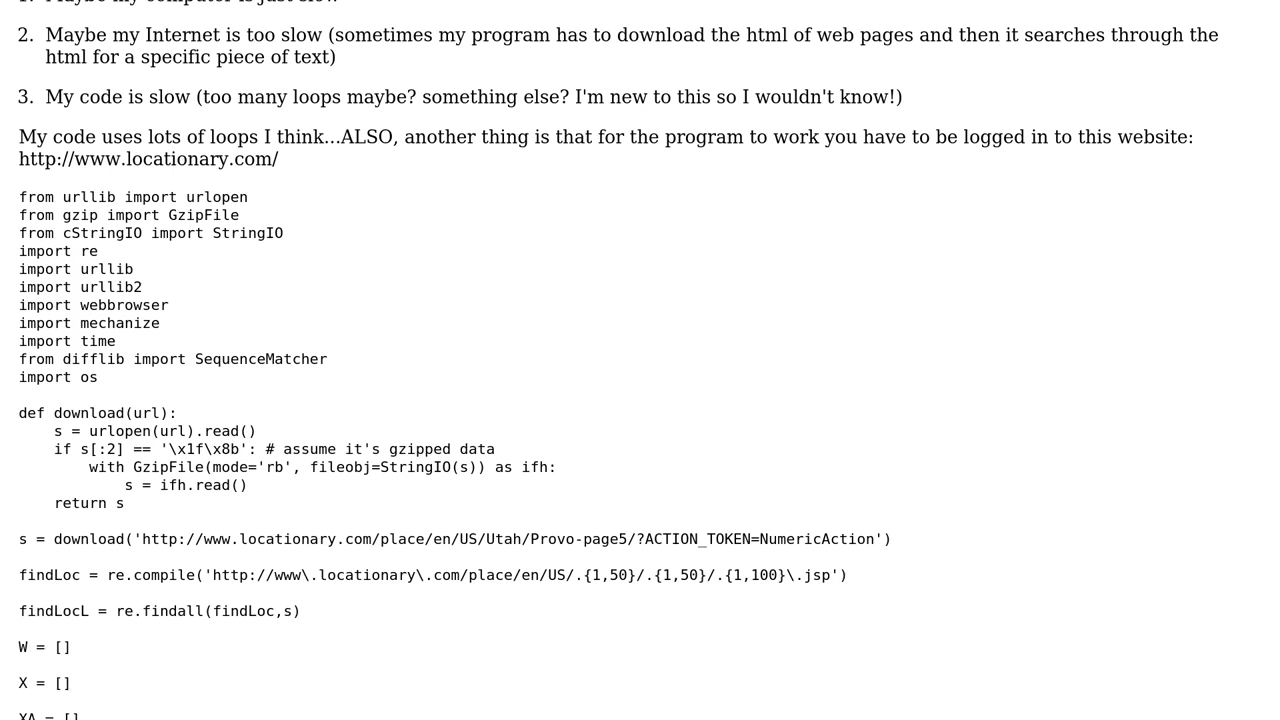 1. Maybe my computer is just slow
2. Maybe my Internet is too slow (sometimes my program has to download the html of web pages and then it searches through the
html for a specific piece of text)
3. My code is slow (too many loops maybe? something else? I'm new to this so I wouldn't know!)
My code uses lots of loops I think...ALSO, another thing is that for the program to work you have to be logged in to this website:
http://www.locationary.com/
from urllib import urlopen
from gzip import GzipFile
from cStringIO import StringIO
import re
import urllib
import urllib2
import webbrowser
import mechanize
import time
from difflib import SequenceMatcher
import os
def download(url):
    s = urlopen(url).read()
    if s[:2] == '\x1f\x8b': # assume it's gzipped data
        with GzipFile(mode='rb', fileobj=StringIO(s)) as ifh:
            s = ifh.read()
    return s
s = download('http://www.locationary.com/place/en/US/Utah/Provo-page5/?ACTION_TOKEN=NumericAction')
findLoc = re.compile('http://www\.locationary\.com/place/en/US/.{1,50}/.{1,50}/.{1,100}\.jsp')
findLocL = re.findall(findLoc,s)
W = []
X = []
XA = []